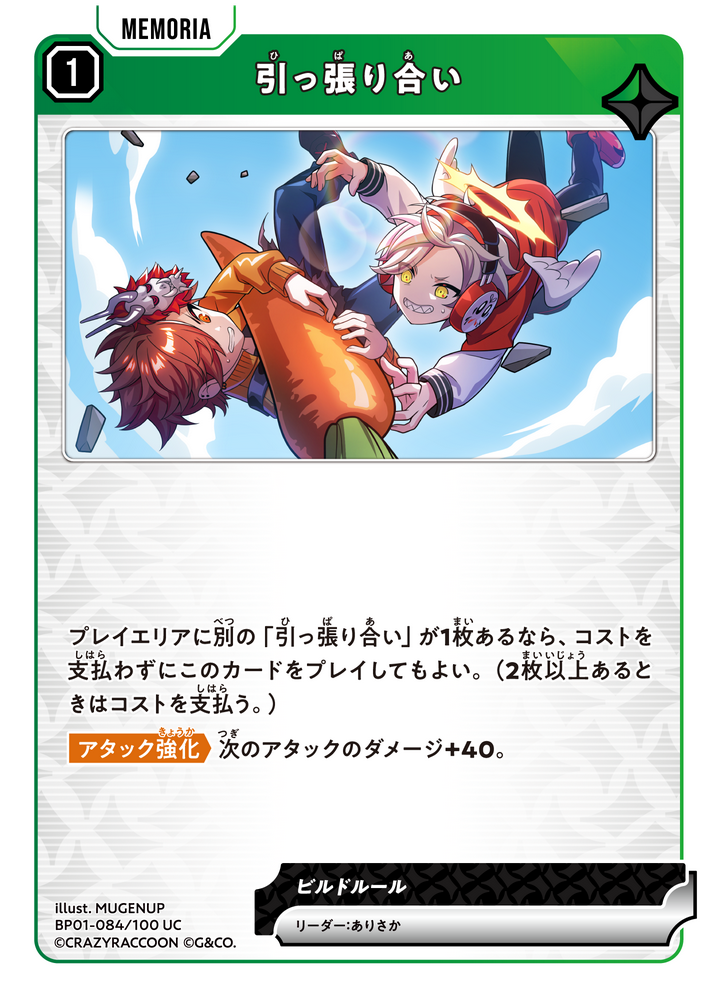 MEMORIA
1
引っ張り合い
プレイエリアに別の「引っ張り合い」が1枚あるなら、コストを
支払わずにこのカードをプレイしてもよい。（2枚以上あると
きはコストを支払う。）
アタック強化 次のアタックのダメージ+40。
ビルドルール
リーダー:ありさか
illust. MUGENUP
BP01-084/100 UC
©CRAZYRACCOON ©G&CO.